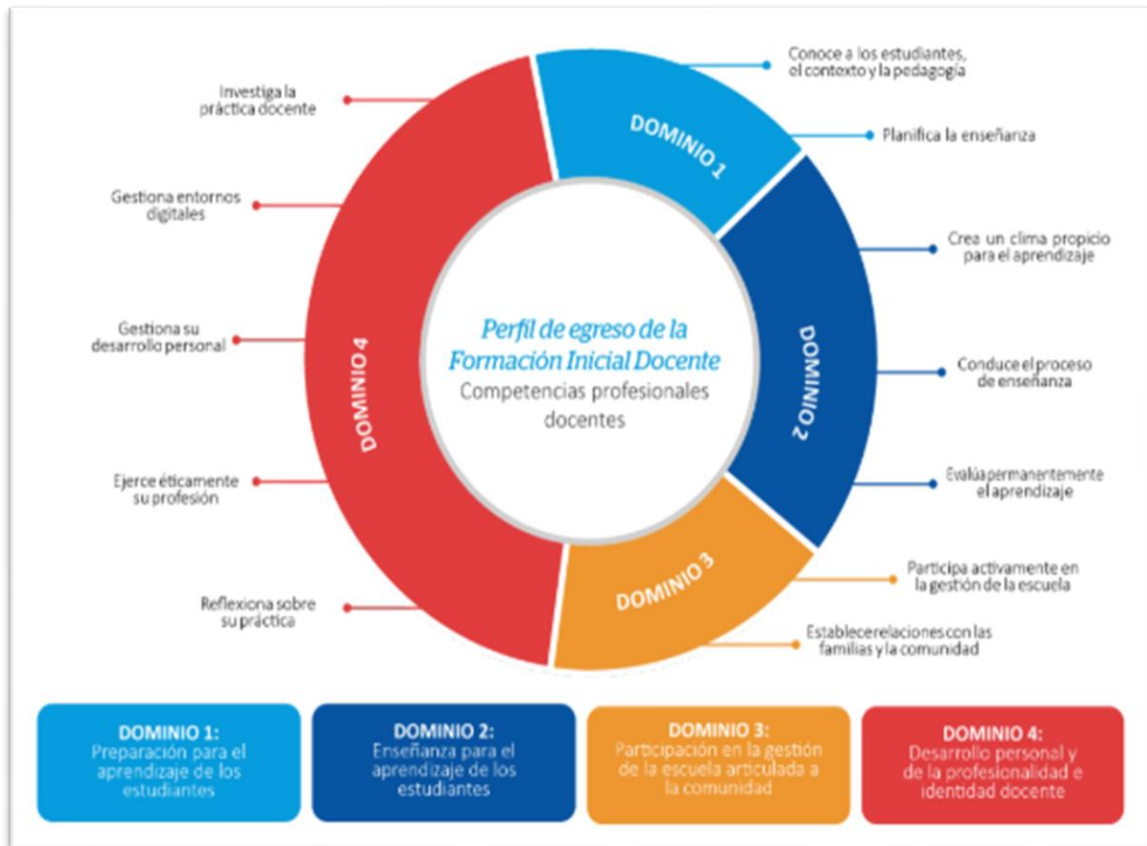 Conoce a los estudiantes,
el contexto y la pedagogía
Planifica la enseñanza
Crea un clima propicio
para el aprendizaje
Conduce el proceso
de enseñanza
Evalúa permanentemente
el aprendizaje
Participa activamente en
la gestión de la escuela
Establece relaciones con las
familias y la comunidad
Reflexiona sobre
su práctica
Ejerce éticamente
su profesión
Gestiona su
desarrollo personal
Gestiona entornos
digitales
Investiga la
práctica docente
DOMINIO 1
DOMINIO 2
DOMINIO 3
DOMINIO 4
Perfil de egreso de la
Formación Inicial Docente
Competencias profesionales
docentes
DOMINIO 1:
Preparación para el
aprendizaje de los
estudiantes
DOMINIO 2:
Enseñanza para el
aprendizaje de los
estudiantes
DOMINIO 3:
Participación en la gestión
de la escuela articulada a
la comunidad
DOMINIO 4:
Desarrollo personal y
de la profesionalidad e
identidad docente